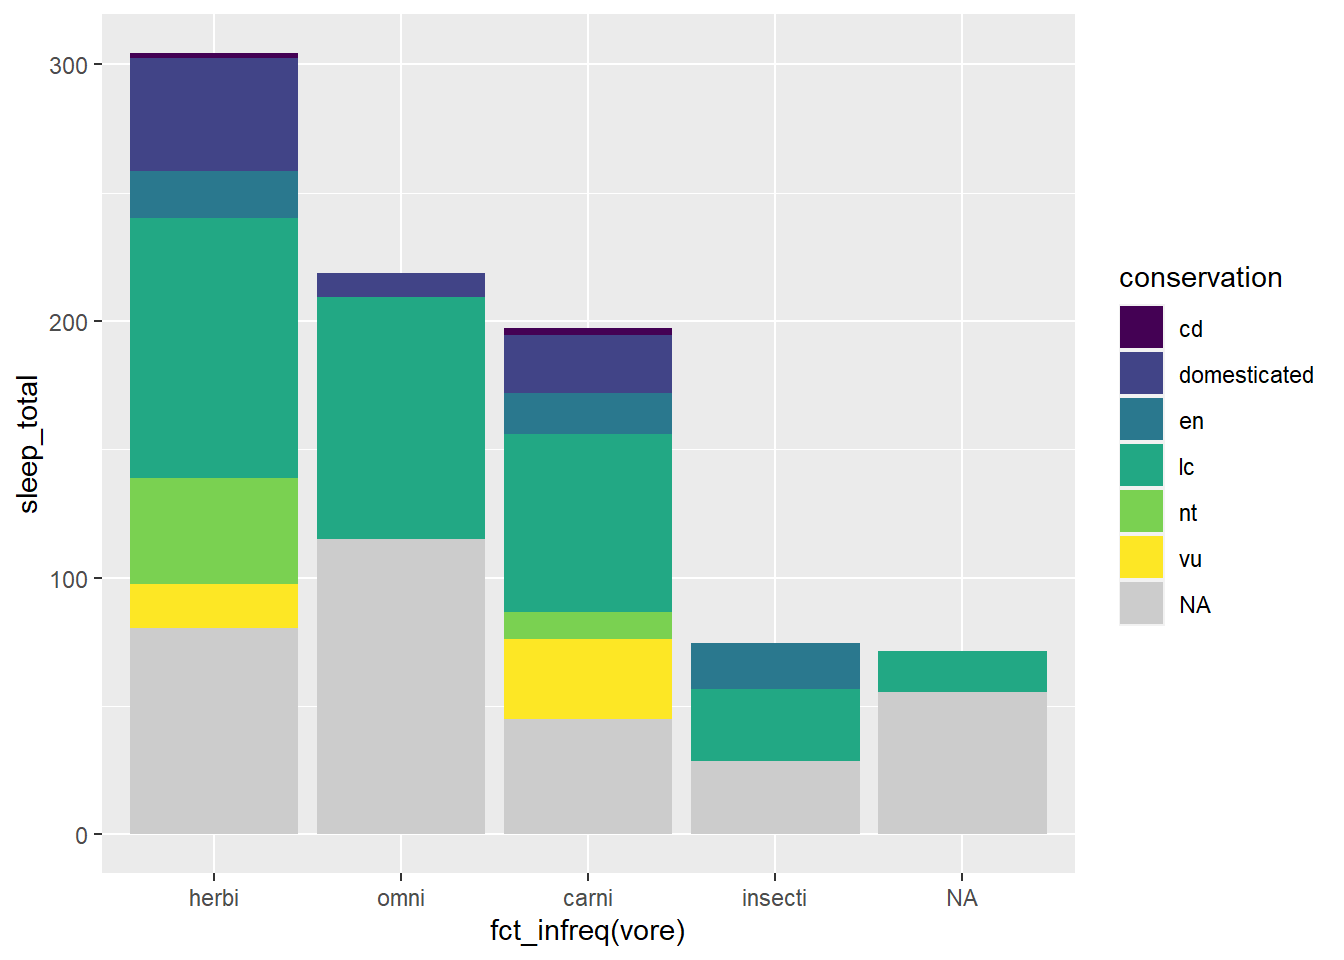 300
200
100
0
sleep_total
herbi omni carni insecti NA
fct_infreq(vore)
conservation
cd
domesticated
en
lc
nt
vu
NA